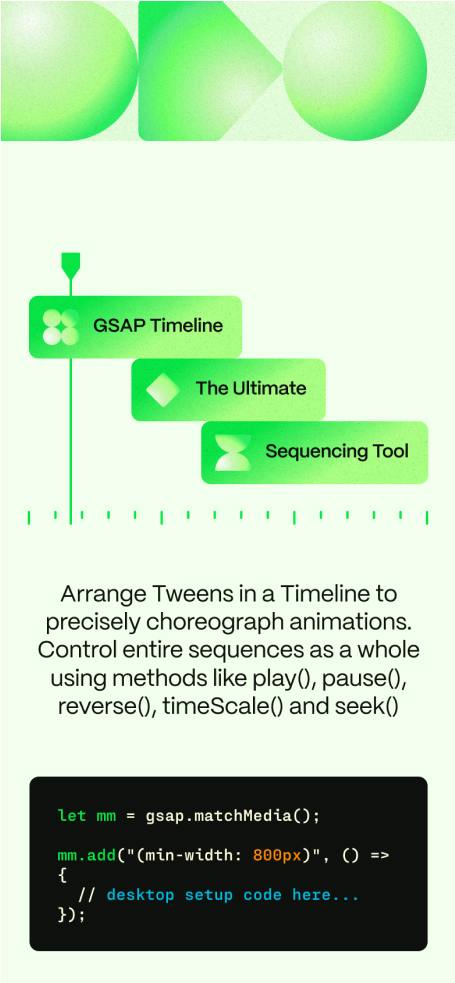 GSAP Timeline
The Ultimate
Sequencing Tool
Arrange Tweens in a Timeline to
precisely choreograph animations.
Control entire sequences as a whole
using methods like play(), pause(),
reverse(), timeScale() and seek()
let mm = gsap.matchMedia();
mm.add("(min-width: 800px)", () =>
{
  // desktop setup code here...
});